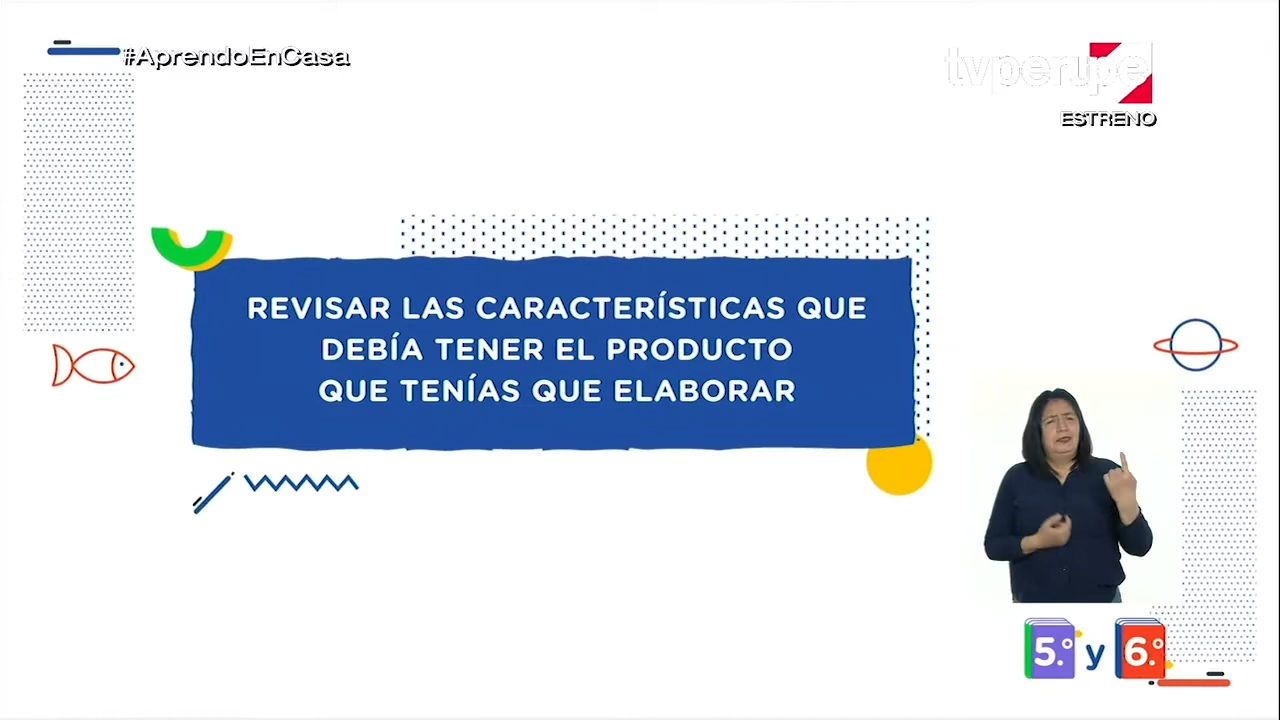 #AprendoEnCasa
tvperu.pe
ESTRENO
REVISAR LAS CARACTERÍSTICAS QUE
DEBÍA TENER EL PRODUCTO
QUE TENÍAS QUE ELABORAR
5.° y 6.°